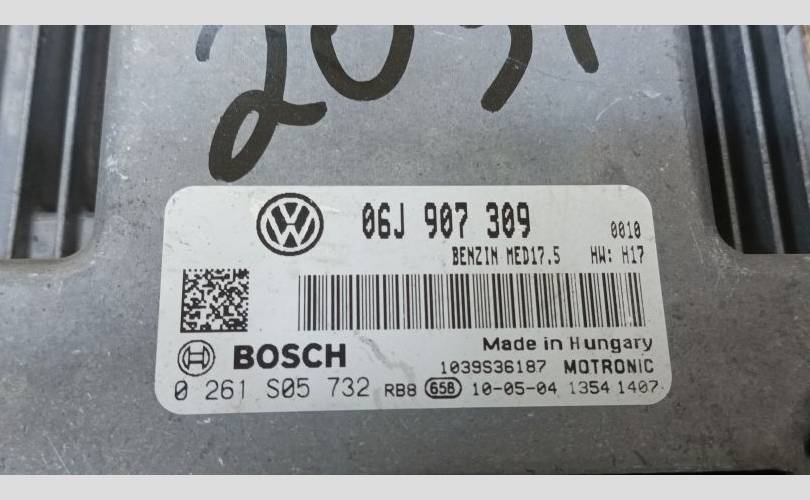 VW 06J 907 309 0010
BENZIN MED17.5 HW: H17
Made in Hungary
BOSCH 1039S36187 MOTRONIC
0 261 S05 732 RB8 658 10-05-04 1354 1407